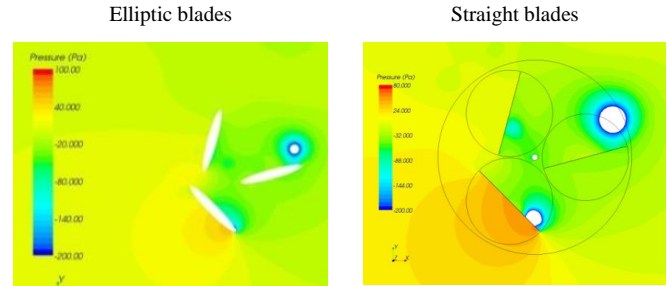 Elliptic blades
Straight blades
Pressure (Pa)
100.00
40.000
-20.000
-80.000
-140.00
-200.00
Y
Pressure (Pa)
80.000
24.000
-32.000
-88.000
-144.00
-200.00
Y
Z X